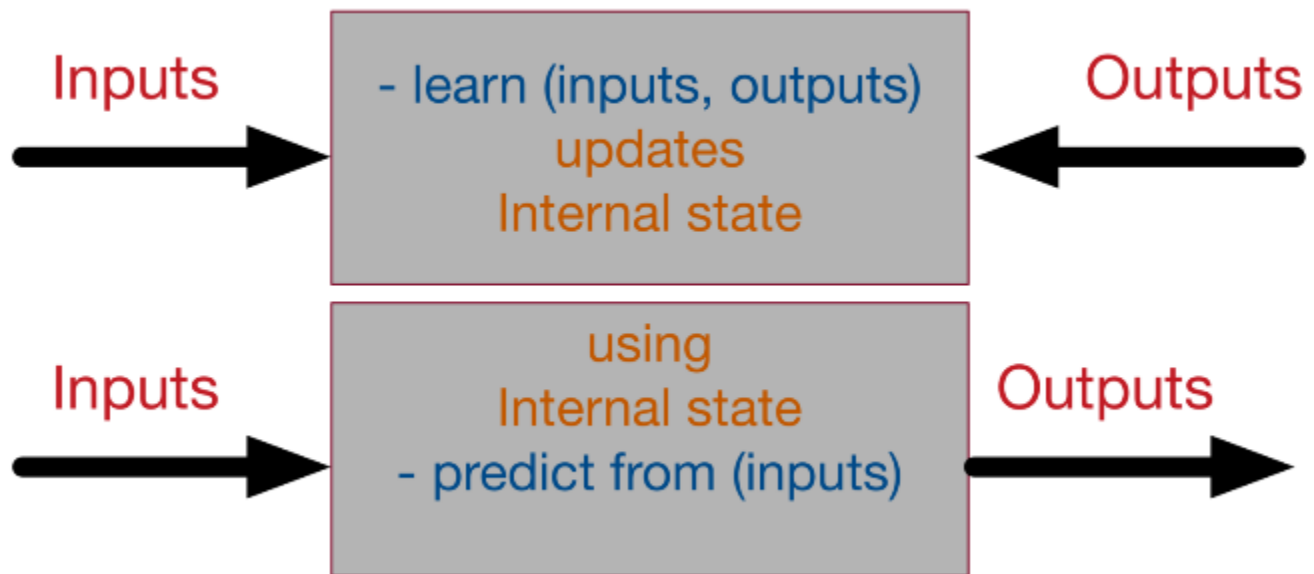 Inputs
- learn (inputs, outputs)
updates
Internal state
Outputs
Inputs
using
Internal state
- predict from (inputs)
Outputs